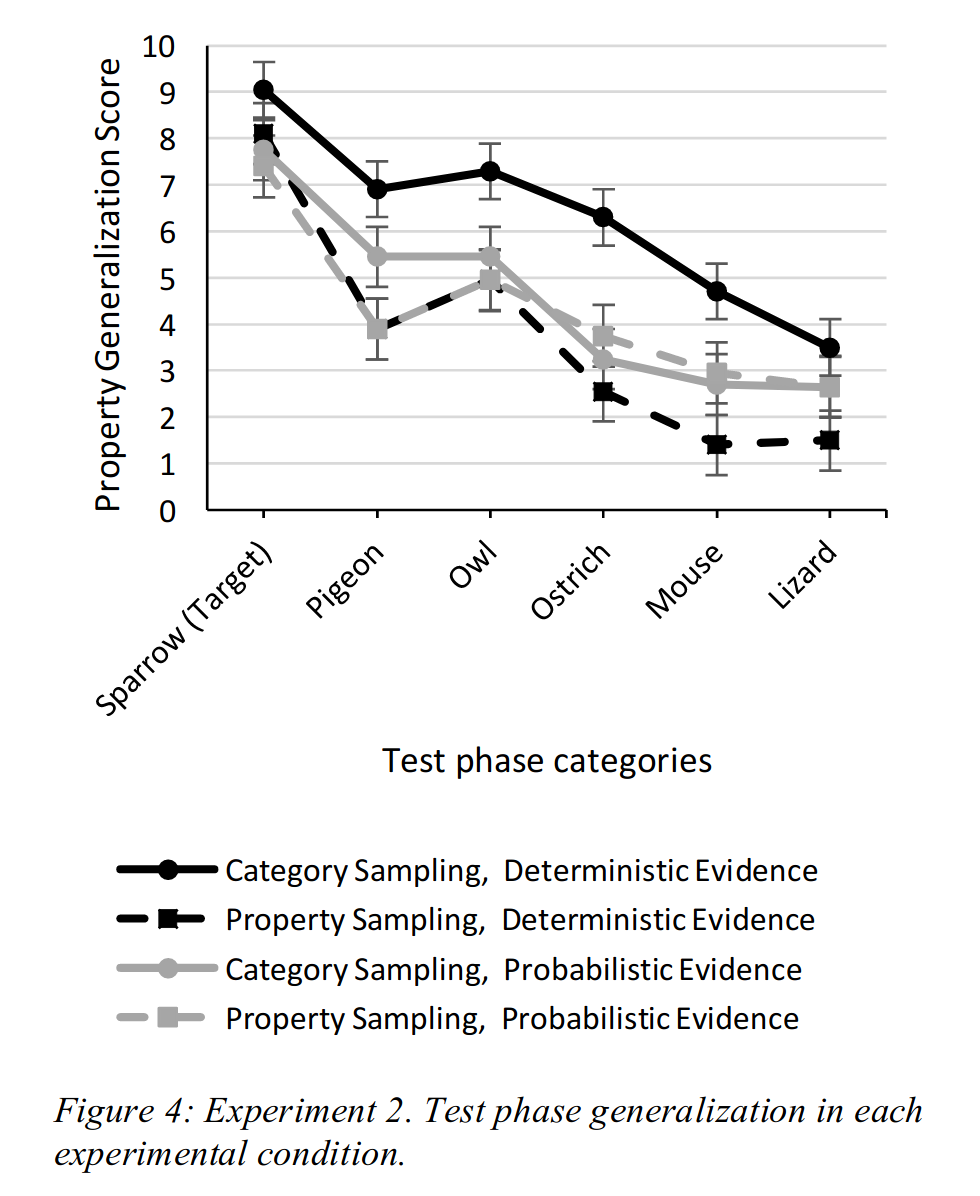 Property Generalization Score
10
9
8
7
6
5
4
3
2
1
0
Sparrow (Target)
Pigeon
Owl
Ostrich
Mouse
Lizard
Test phase categories
Category Sampling, Deterministic Evidence
Property Sampling, Deterministic Evidence
Category Sampling, Probabilistic Evidence
Property Sampling, Probabilistic Evidence
Figure 4: Experiment 2. Test phase generalization in each
experimental condition.